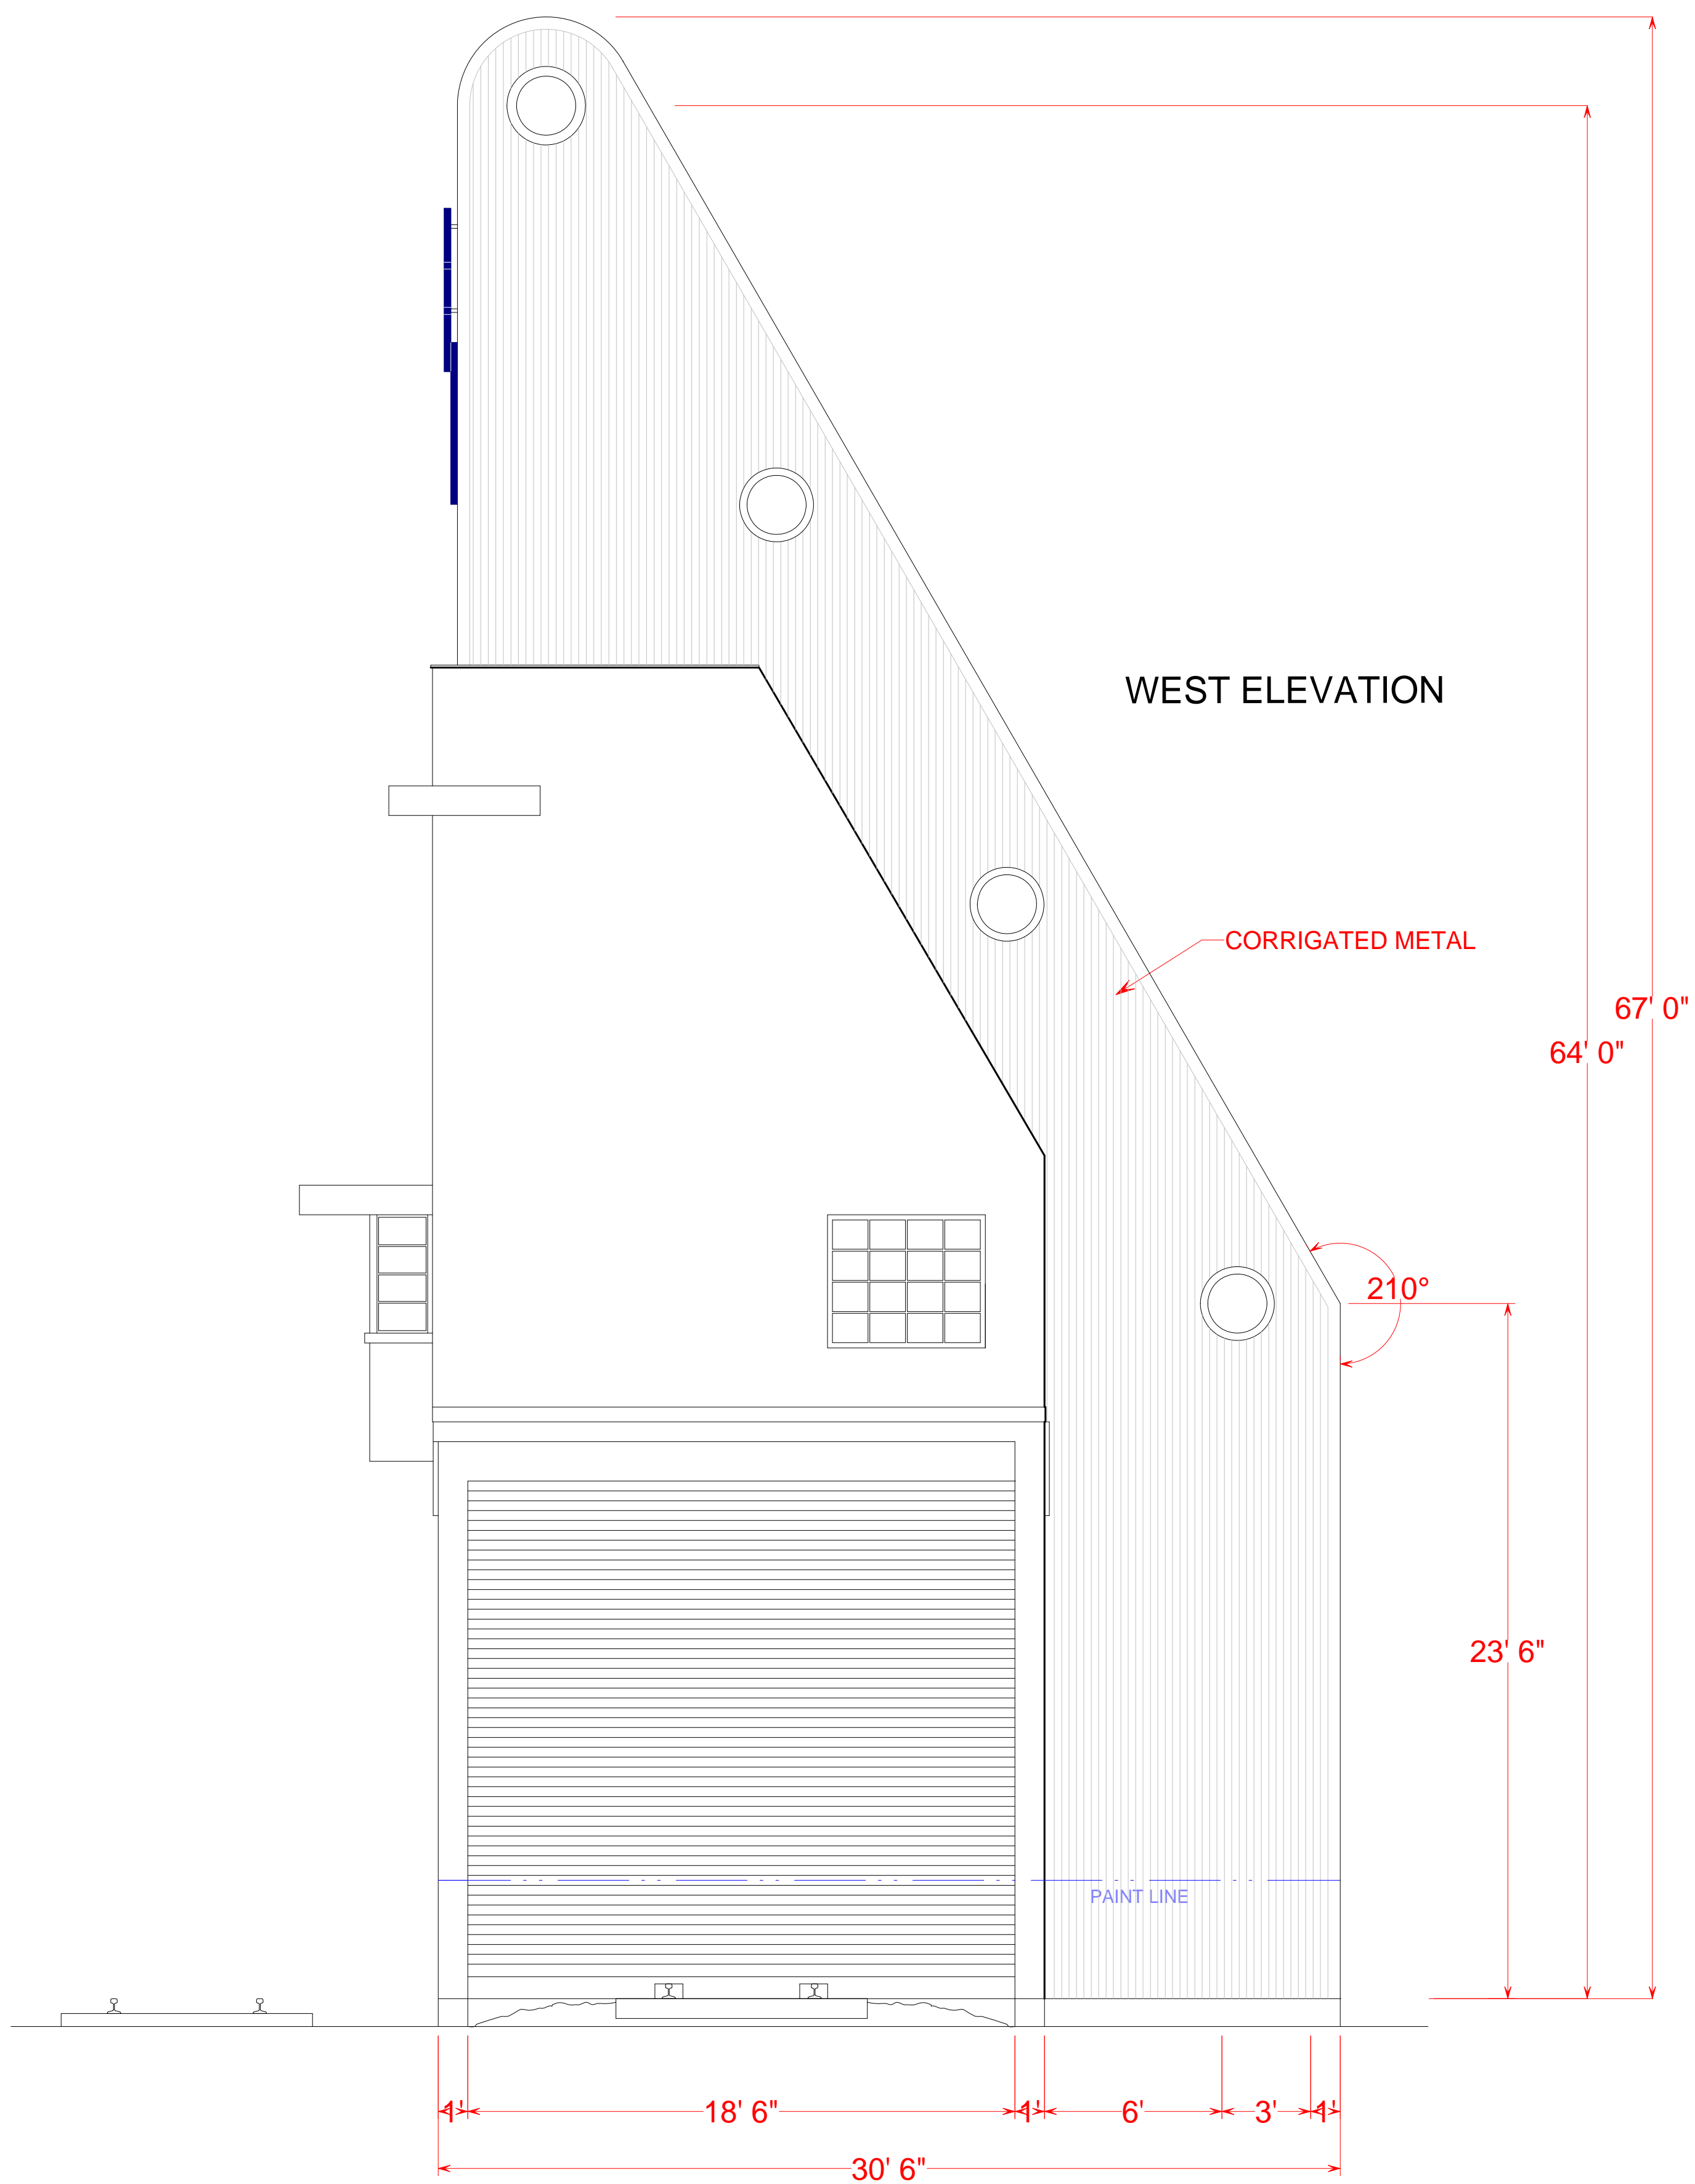 WEST ELEVATION
CORRIGATED METAL
67' 0"
64' 0"
210°
23' 6"
PAINT LINE
1' 18' 6" 1' 6' 3' 1'
30' 6"